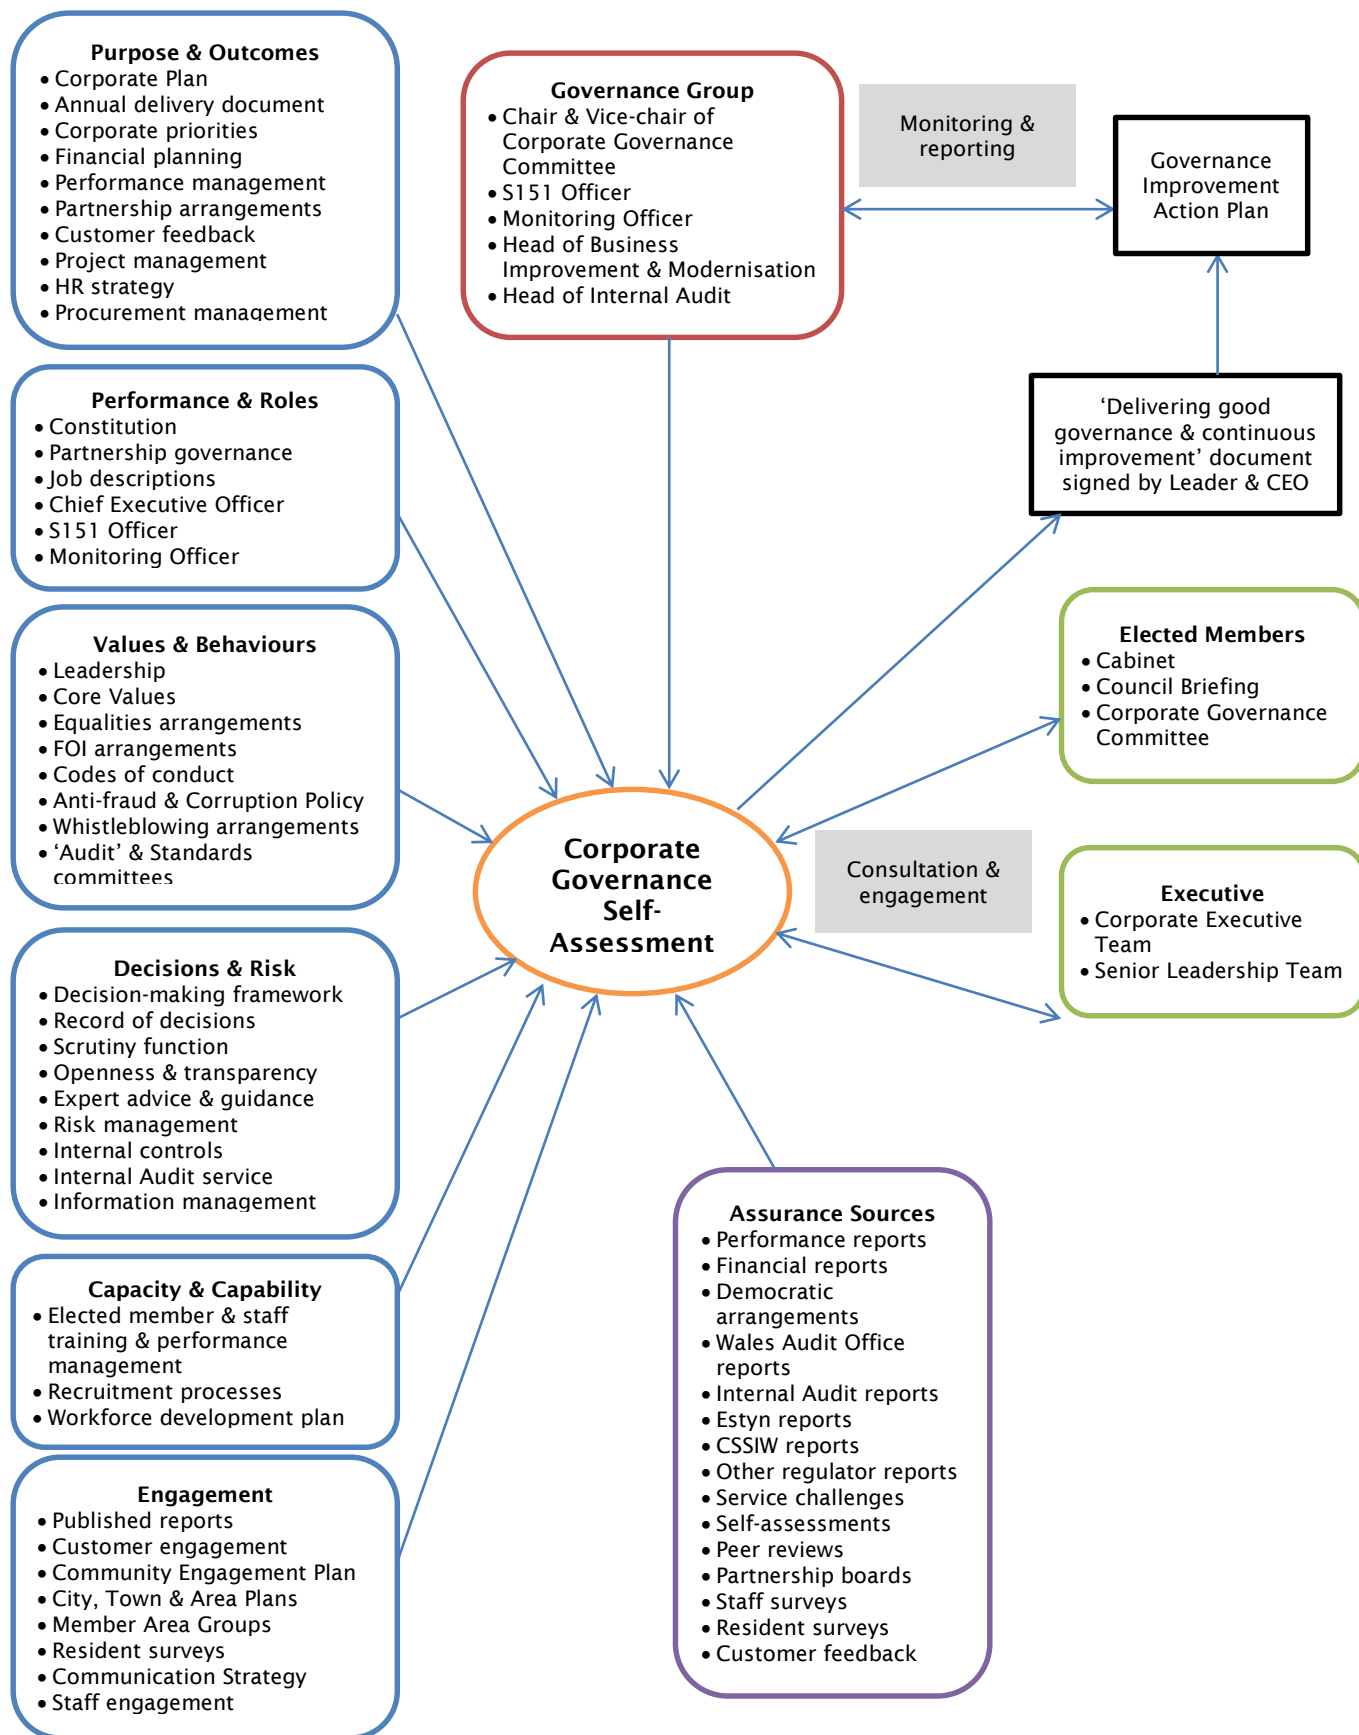 Purpose & Outcomes
• Corporate Plan
• Annual delivery document
• Corporate priorities
• Financial planning
• Performance management
• Partnership arrangements
• Customer feedback
• Project management
• HR strategy
• Procurement management
Performance & Roles
• Constitution
• Partnership governance
• Job descriptions
• Chief Executive Officer
• S151 Officer
• Monitoring Officer
Values & Behaviours
• Leadership
• Core Values
• Equalities arrangements
• FOI arrangements
• Codes of conduct
• Anti-fraud & Corruption Policy
• Whistleblowing arrangements
• ‘Audit’ & Standards
committees
Decisions & Risk
• Decision-making framework
• Record of decisions
• Scrutiny function
• Openness & transparency
• Expert advice & guidance
• Risk management
• Internal controls
• Internal Audit service
• Information management
Capacity & Capability
• Elected member & staff
training & performance
management
• Recruitment processes
• Workforce development plan
Engagement
• Published reports
• Customer engagement
• Community Engagement Plan
• City, Town & Area Plans
• Member Area Groups
• Resident surveys
• Communication Strategy
• Staff engagement
Governance Group
• Chair & Vice-chair of
Corporate Governance
Committee
• S151 Officer
• Monitoring Officer
• Head of Business
Improvement & Modernisation
• Head of Internal Audit
Monitoring &
reporting
Governance
Improvement
Action Plan
‘Delivering good
governance & continuous
improvement’ document
signed by Leader & CEO
Elected Members
• Cabinet
• Council Briefing
• Corporate Governance
Committee
Corporate
Governance
Self-
Assessment
Consultation &
engagement
Executive
• Corporate Executive
Team
• Senior Leadership Team
Assurance Sources
• Performance reports
• Financial reports
• Democratic
arrangements
• Wales Audit Office
reports
• Internal Audit reports
• Estyn reports
• CSSIW reports
• Other regulator reports
• Service challenges
• Self-assessments
• Peer reviews
• Partnership boards
• Staff surveys
• Resident surveys
• Customer feedback